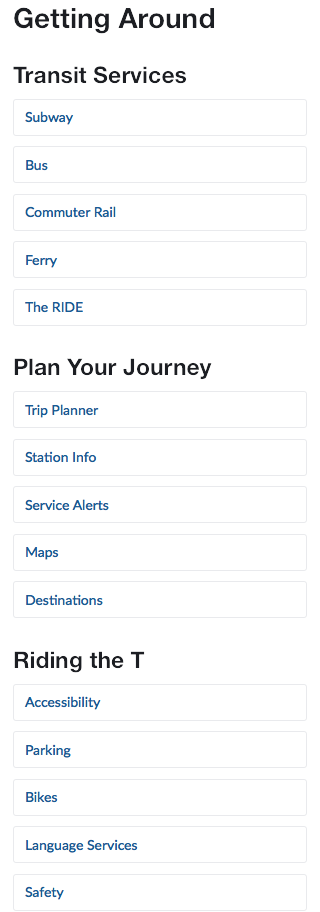 Getting Around
Transit Services
Subway
Bus
Commuter Rail
Ferry
The RIDE
Plan Your Journey
Trip Planner
Station Info
Service Alerts
Maps
Destinations
Riding the T
Accessibility
Parking
Bikes
Language Services
Safety